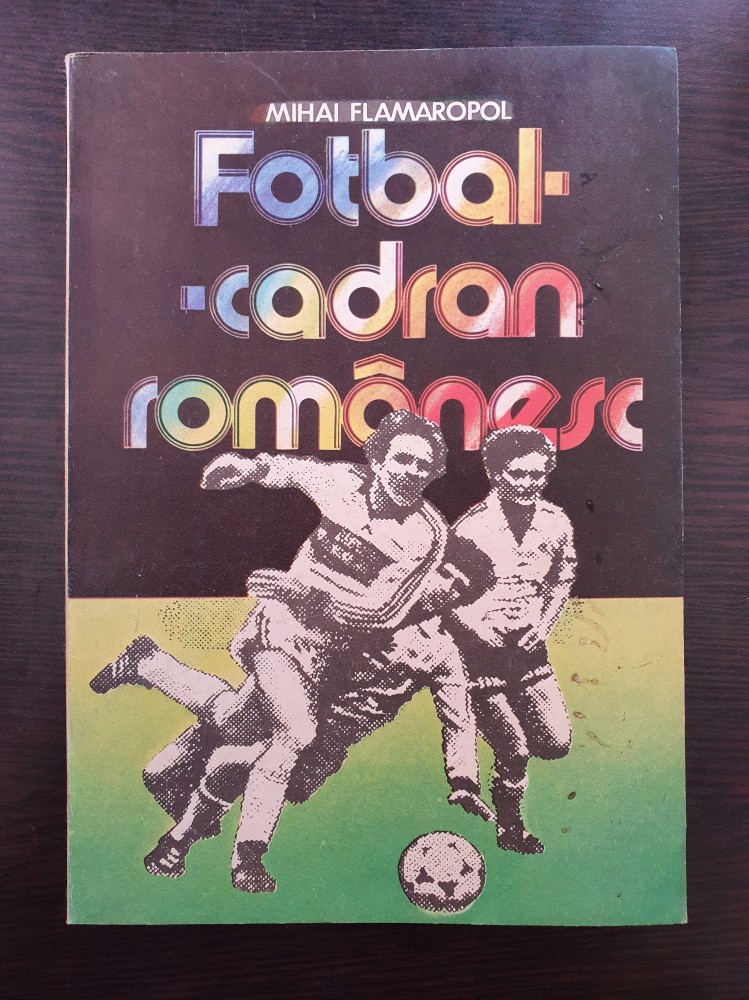 MIHAI FLAMAROPOL
Fotbal-
-cadran
românesc